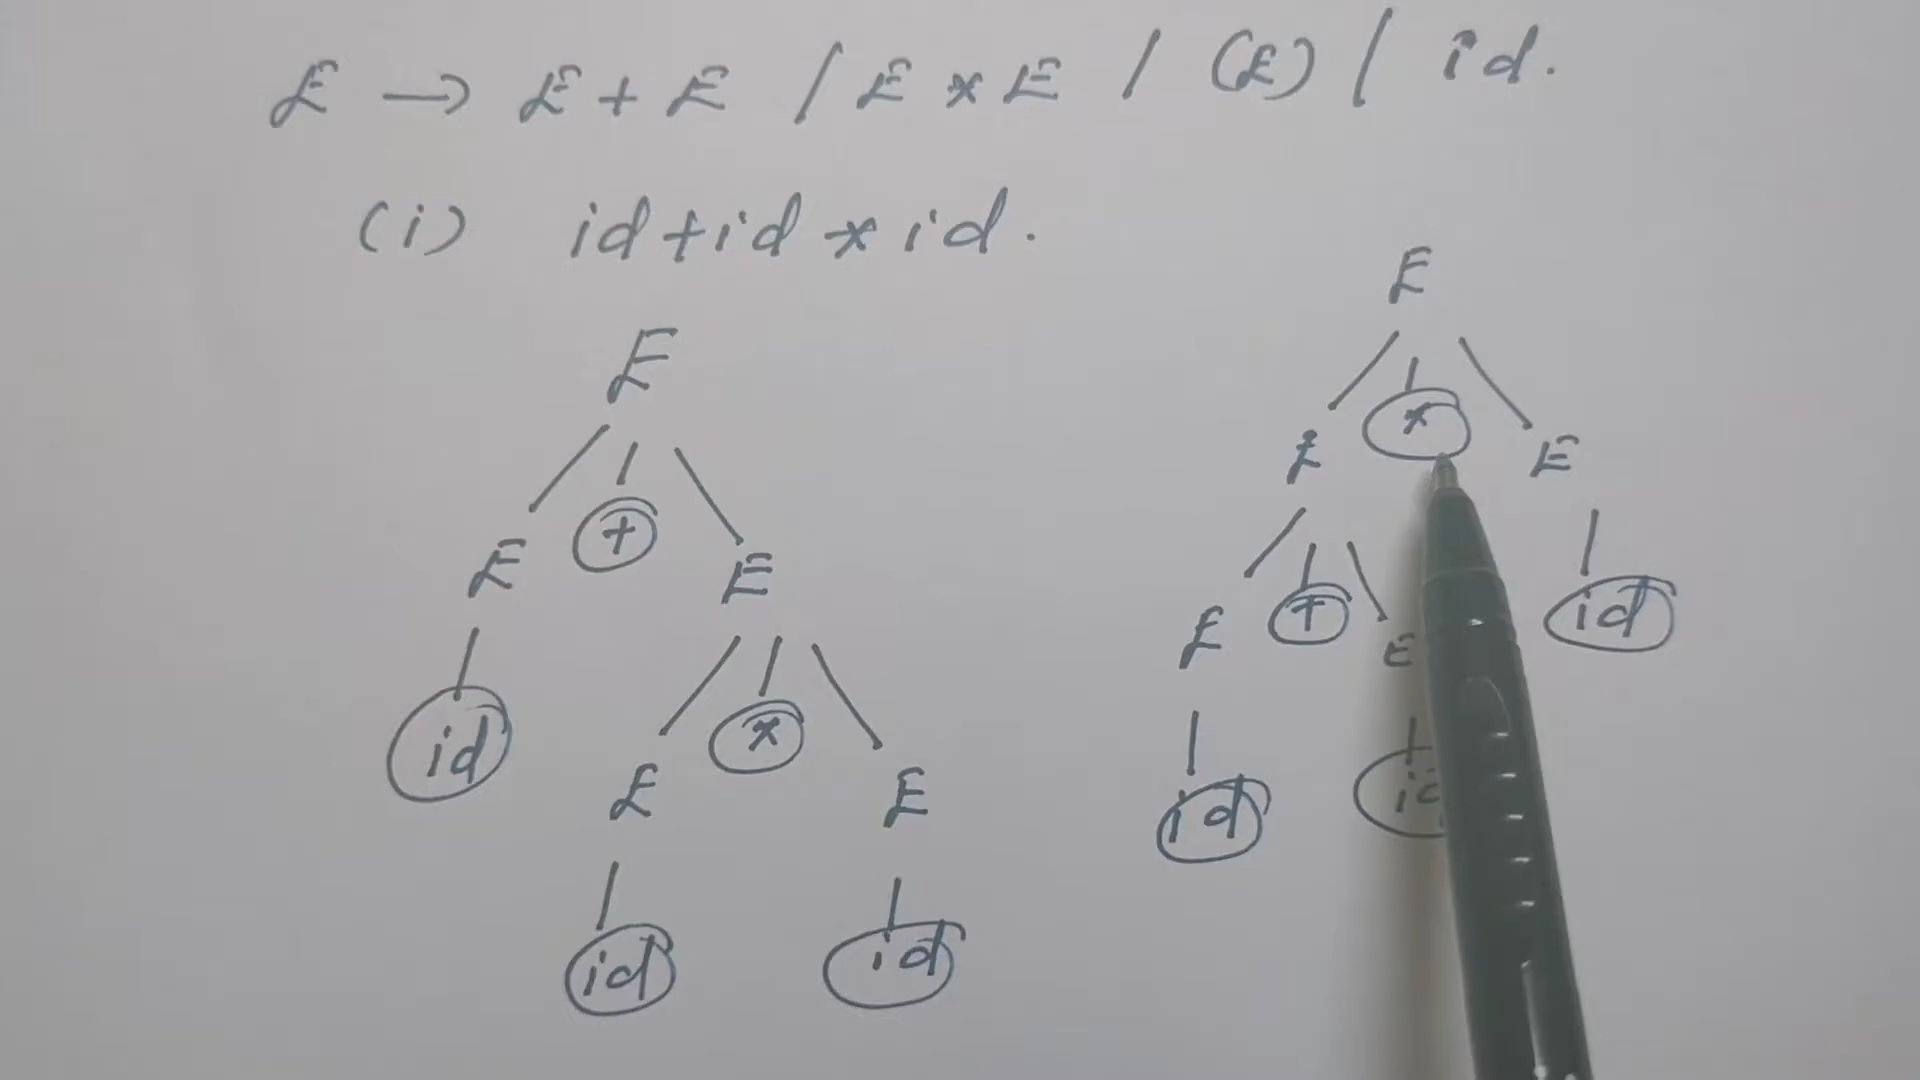 E → E + E / E * E / (E) / id.
(i) id + id * id.
E
E
E + E
E * E
id E * E
E + E id
id id
id